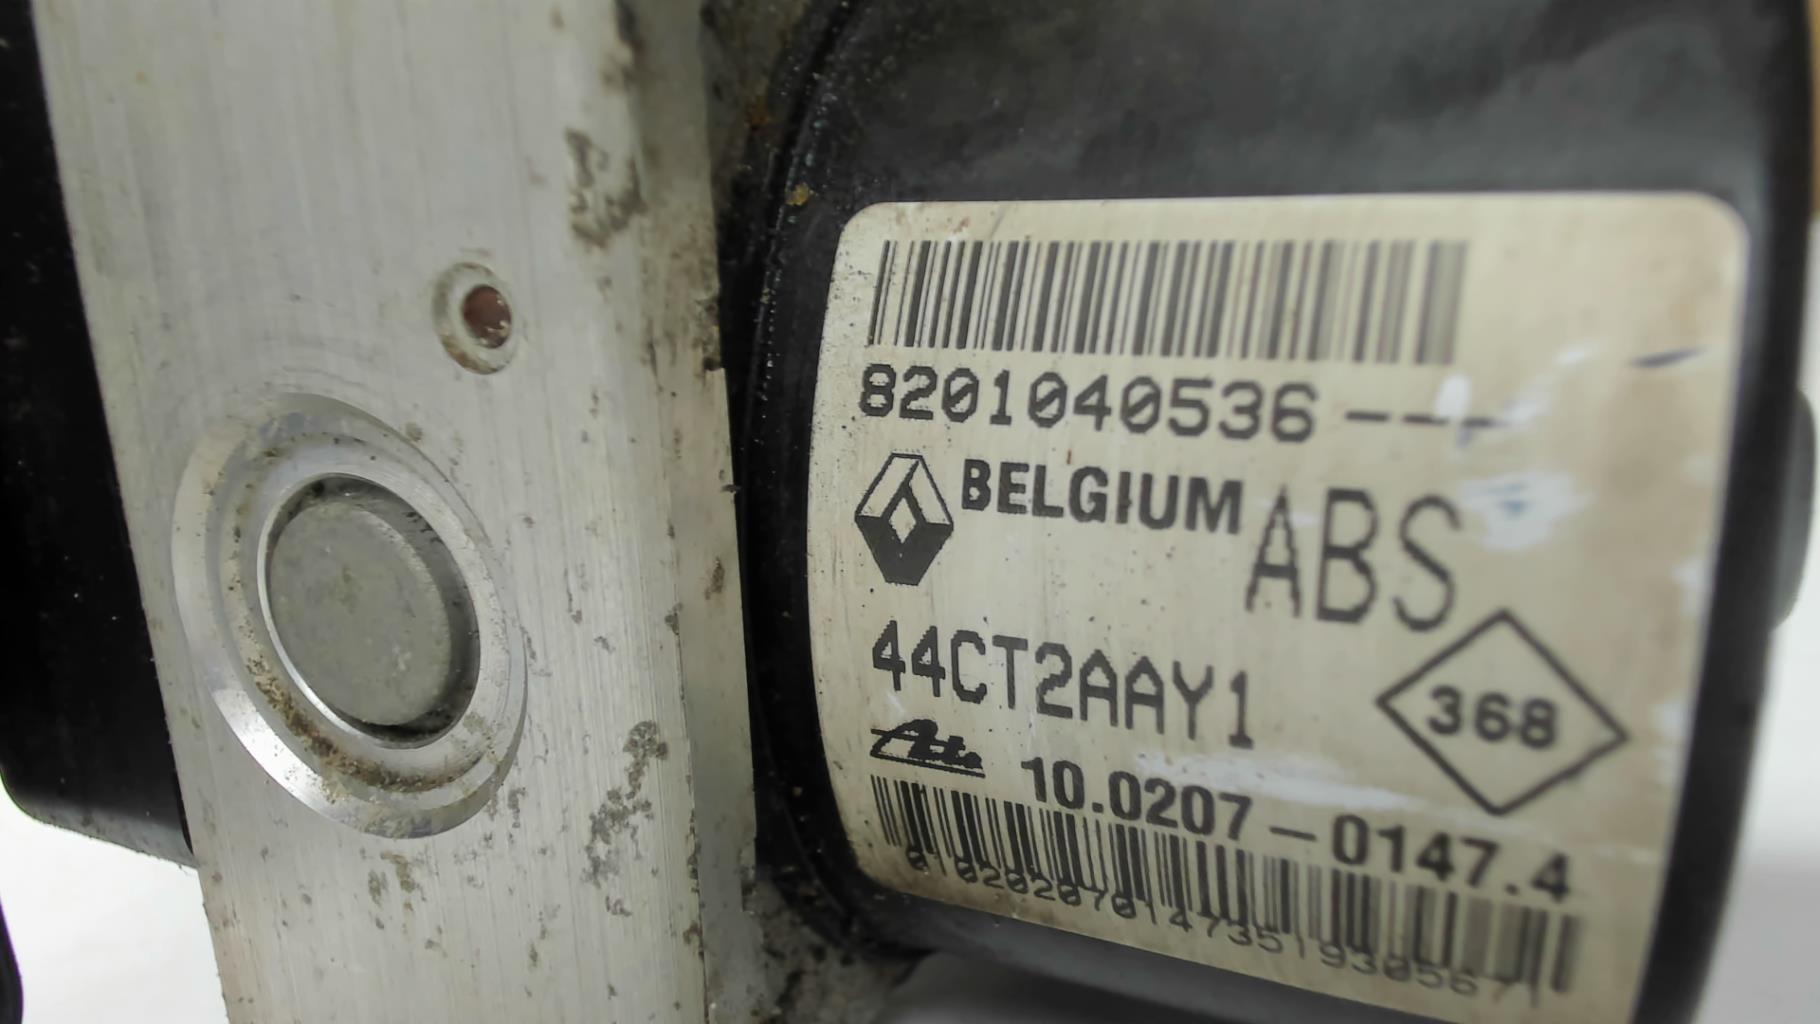 8201040536----
BELGIUM ABS
44CT2AAY1
368
Ate 10.0207-0147.4